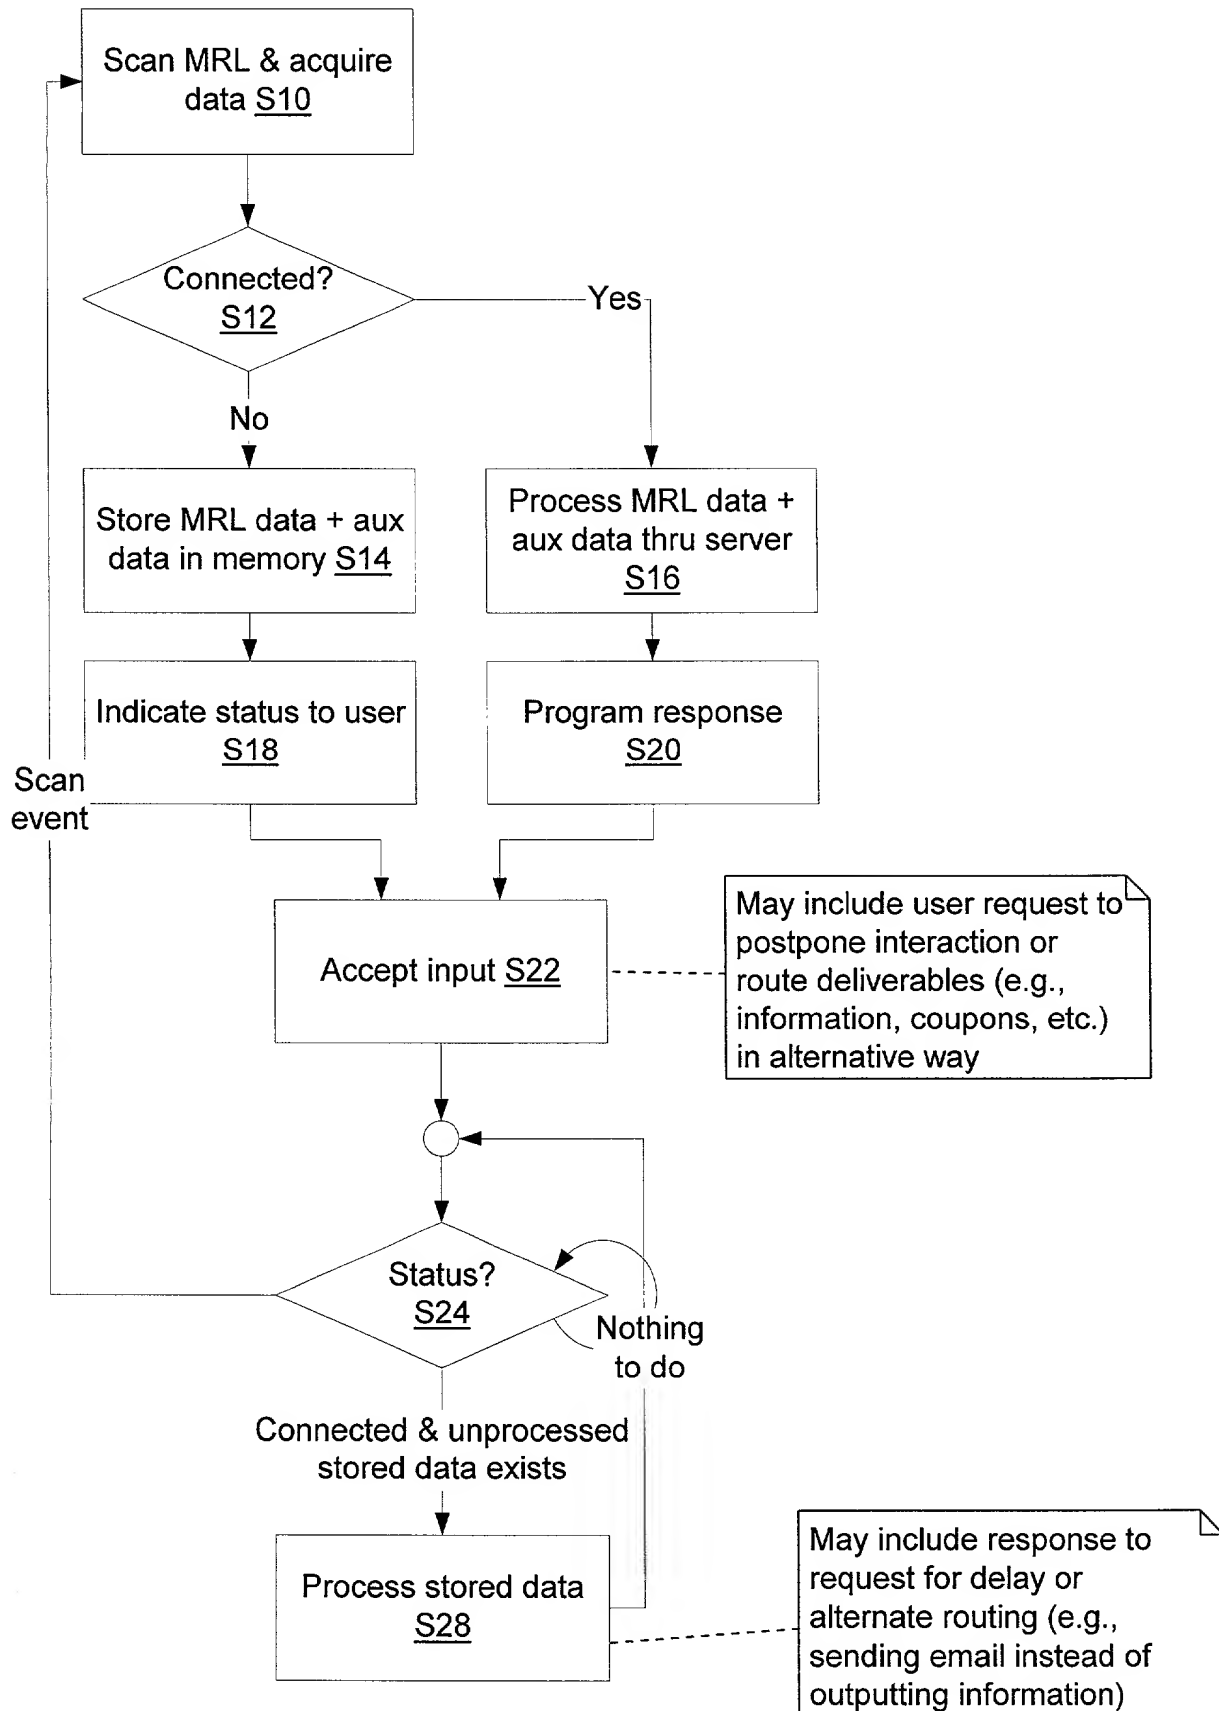 Scan MRL & acquire
data S10
Connected?
S12
Yes
No
Store MRL data + aux
data in memory S14
Process MRL data +
aux data thru server
S16
Indicate status to user
S18
Program response
S20
Scan
event
Accept input S22
May include user request to
postpone interaction or
route deliverables (e.g.,
information, coupons, etc.)
in alternative way
Status?
S24
Nothing
to do
Connected & unprocessed
stored data exists
Process stored data
S28
May include response to
request for delay or
alternate routing (e.g.,
sending email instead of
outputting information)